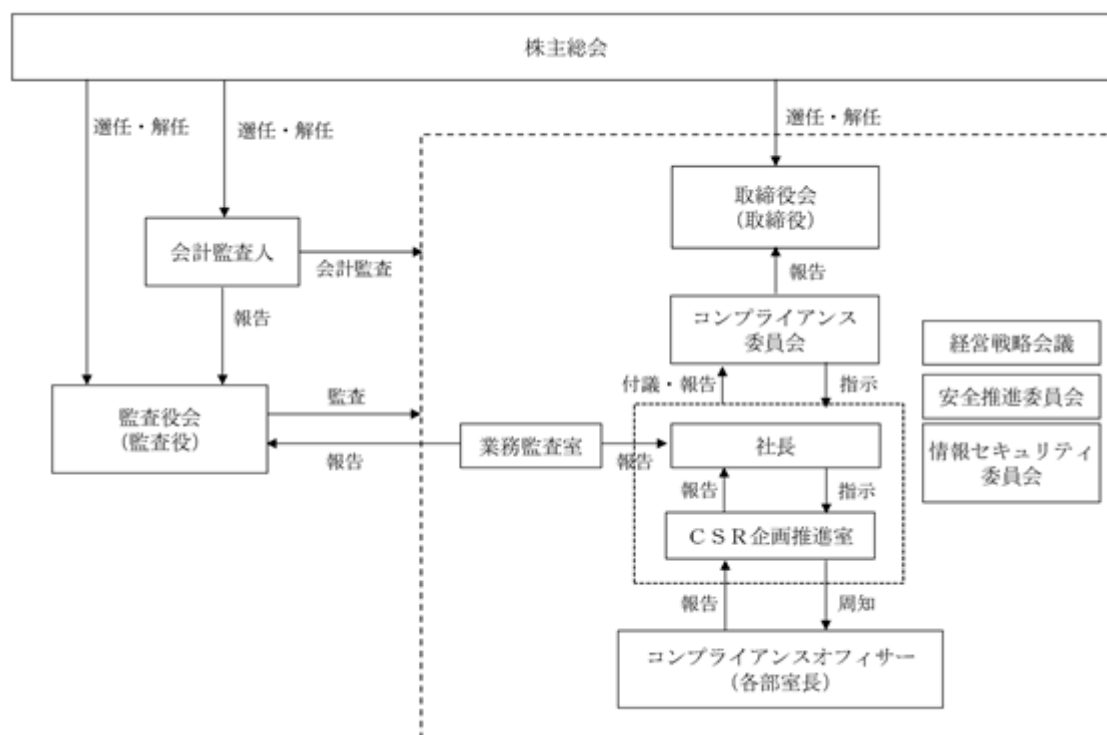 株主総会
選任・解任
選任・解任
選任・解任
取締役会
(取締役)
会計監査人
会計監査
報告
報告
コンプライアンス
委員会
経営戦略会議
付議・報告
指示
安全推進委員会
監査役会
(監査役)
監査
報告
業務監査室
報告
社長
情報セキュリティ
委員会
報告
指示
ＣＳＲ企画推進室
報告
周知
コンプライアンスオフィサー
(各部室長)